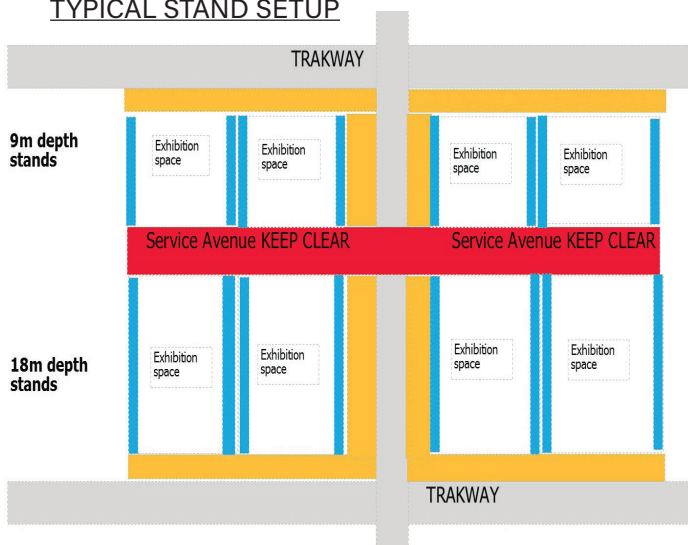 TYPICAL STAND SETUP
TRAKWAY
9m depth
stands
Exhibition
space
Exhibition
space
Exhibition
space
Exhibition
space
Service Avenue KEEP CLEAR
Service Avenue KEEP CLEAR
18m depth
stands
Exhibition
space
Exhibition
space
Exhibition
space
Exhibition
space
TRAKWAY